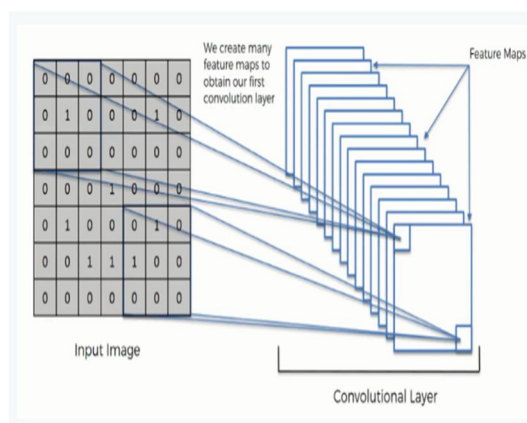 We create many
feature maps to
obtain our first
convolution layer
Feature Maps
0 0 0 0 0 0 0
0 1 0 0 0 1 0
0 0 0 0 0 0 0
0 0 0 1 0 0 0
0 1 0 0 0 1 0
0 0 1 1 1 0 0
0 0 0 0 0 0 0
Input Image
Convolutional Layer